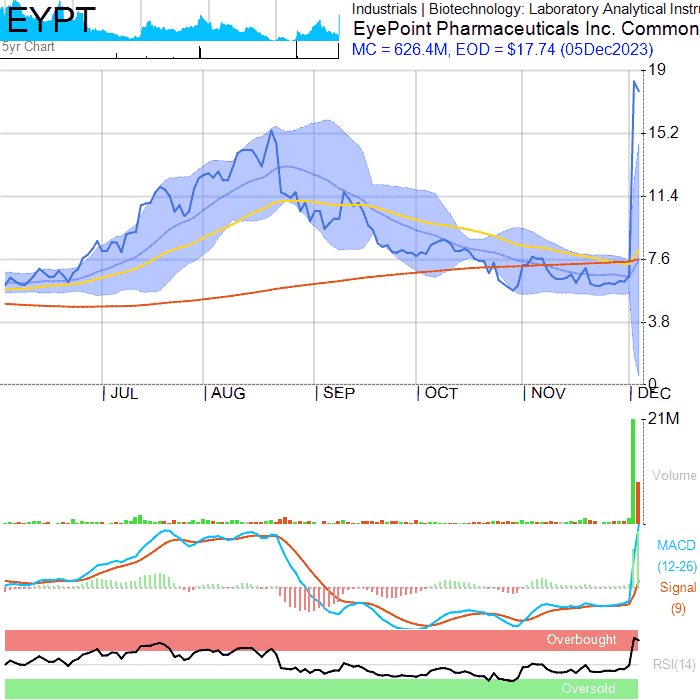 EYPT
5yr Chart
Industrials | Biotechnology: Laboratory Analytical Instru
EyePoint Pharmaceuticals Inc. Common
MC = 626.4M, EOD = $17.74 (05Dec2023)
19
15.2
11.4
7.6
3.8
0
| JUL | AUG | SEP | OCT | NOV | DEC
21M
Volume
MACD
(12-26)
Signal
(9)
Overbought
RSI(14)
Oversold